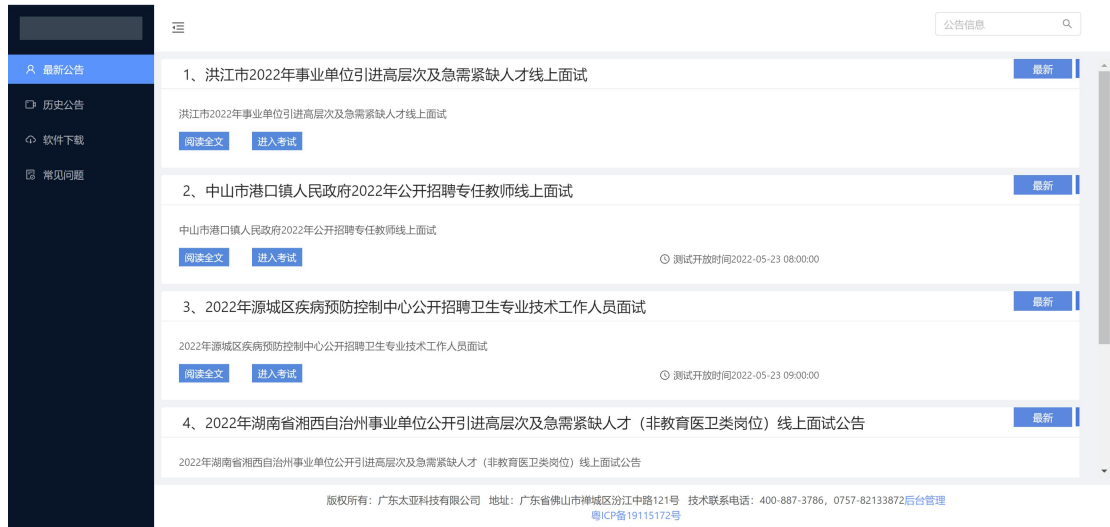 公告信息
最新公告
历史公告
软件下载
常见问题
1、洪江市2022年事业单位引进高层次及急需紧缺人才线上面试
最新
洪江市2022年事业单位引进高层次及急需紧缺人才线上面试
阅读全文 进入考试
2、中山市港口镇人民政府2022年公开招聘专任教师线上面试
最新
中山市港口镇人民政府2022年公开招聘专任教师线上面试
阅读全文 进入考试 测试开放时间2022-05-23 08:00:00
3、2022年源城区疾病预防控制中心公开招聘卫生专业技术工作人员面试
最新
2022年源城区疾病预防控制中心公开招聘卫生专业技术工作人员面试
阅读全文 进入考试 测试开放时间2022-05-23 09:00:00
4、2022年湖南省湘西自治州事业单位公开引进高层次及急需紧缺人才（非教育医卫类岗位）线上面试公告
最新
2022年湖南省湘西自治州事业单位公开引进高层次及急需紧缺人才（非教育医卫类岗位）线上面试公告
版权所有：广东太亚科技有限公司 地址：广东省佛山市禅城区汾江中路121号 技术联系电话：400-887-3786，0757-82133872后台管理
粤ICP备19115172号